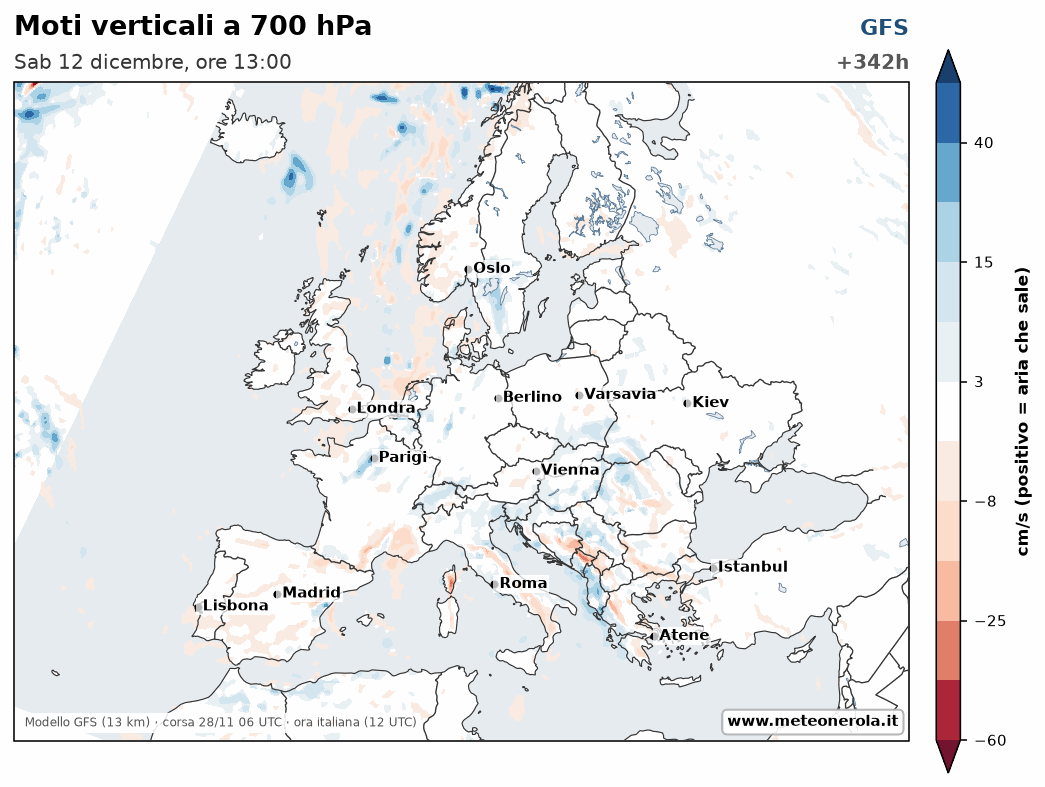 Moti verticali a 700 hPa
GFS
Sab 12 dicembre, ore 13:00
+342h
40
15
3
−8
−25
−60
cm/s (positivo = aria che sale)
Oslo
Londra
Berlino
Varsavia
Kiev
Parigi
Vienna
Istanbul
Madrid
Roma
Lisbona
Atene
Modello GFS (13 km) · corsa 28/11 06 UTC · ora italiana (12 UTC)
www.meteonerola.it